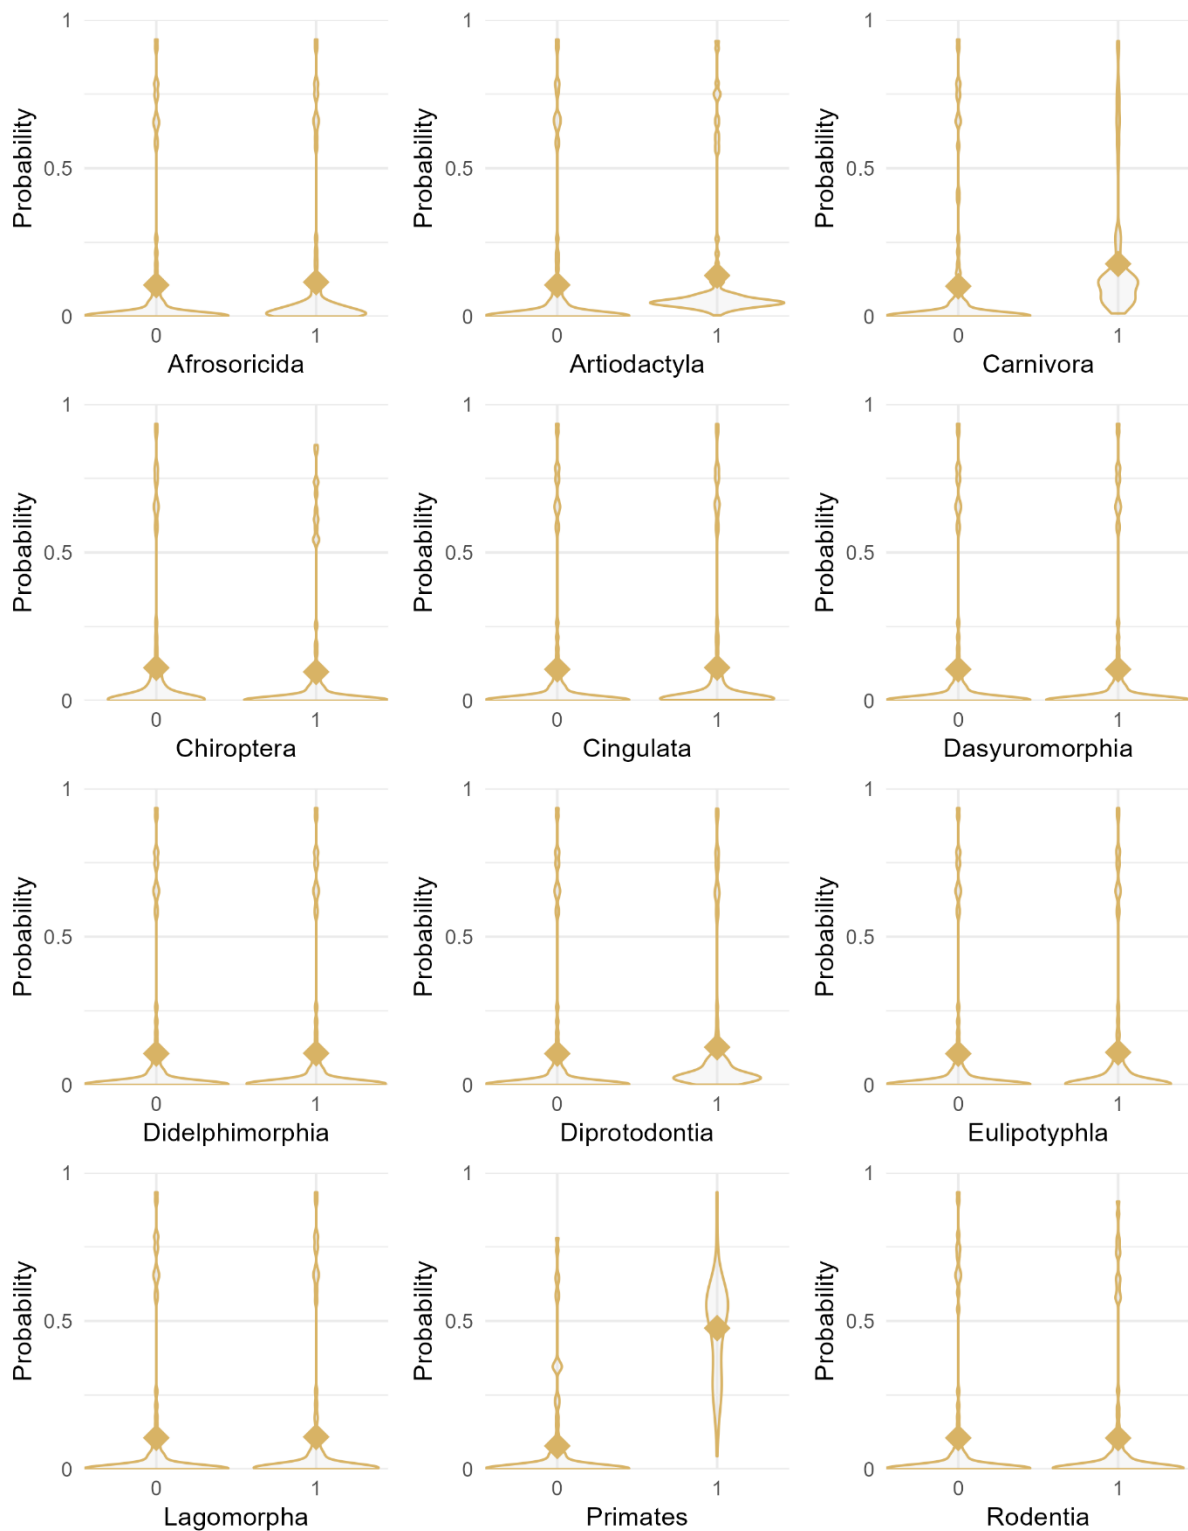 1 1 1
Probability Probability Probability
0.5 0.5 0.5
0 0 0
0 1 0 1 0 1
Afrosoricida Artiodactyla Carnivora
1 1 1
Probability Probability Probability
0.5 0.5 0.5
0 0 0
0 1 0 1 0 1
Chiroptera Cingulata Dasyuromorphia
1 1 1
Probability Probability Probability
0.5 0.5 0.5
0 0 0
0 1 0 1 0 1
Didelphimorphia Diprotodontia Eulipotyphla
1 1 1
Probability Probability Probability
0.5 0.5 0.5
0 0 0
0 1 0 1 0 1
Lagomorpha Primates Rodentia